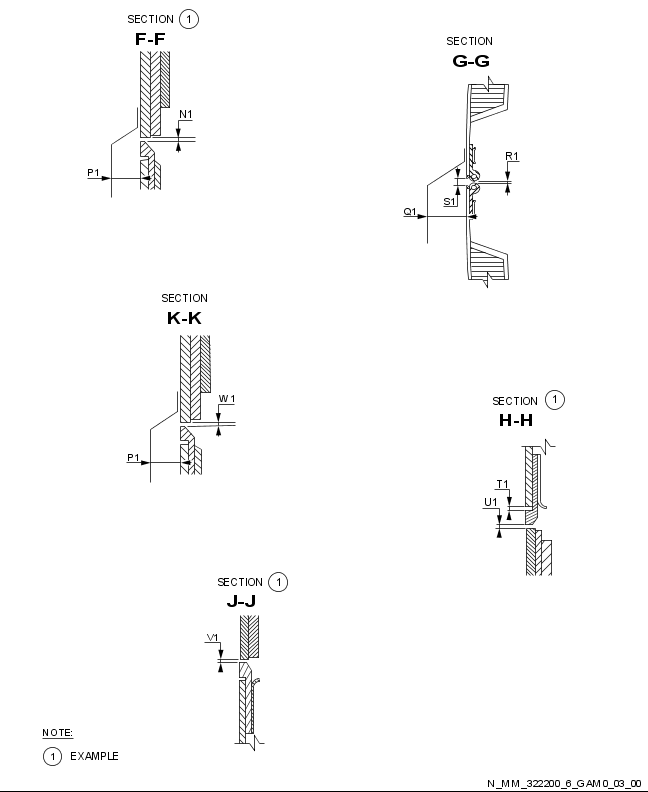 SECTION 1
F-F
N1
P1
SECTION
G-G
R1
S1
Q1
SECTION
K-K
W1
P1
SECTION 1
H-H
T1
U1
SECTION 1
J-J
V1
NOTE:
1 EXAMPLE
N_MM_322200_6_GAM0_03_00